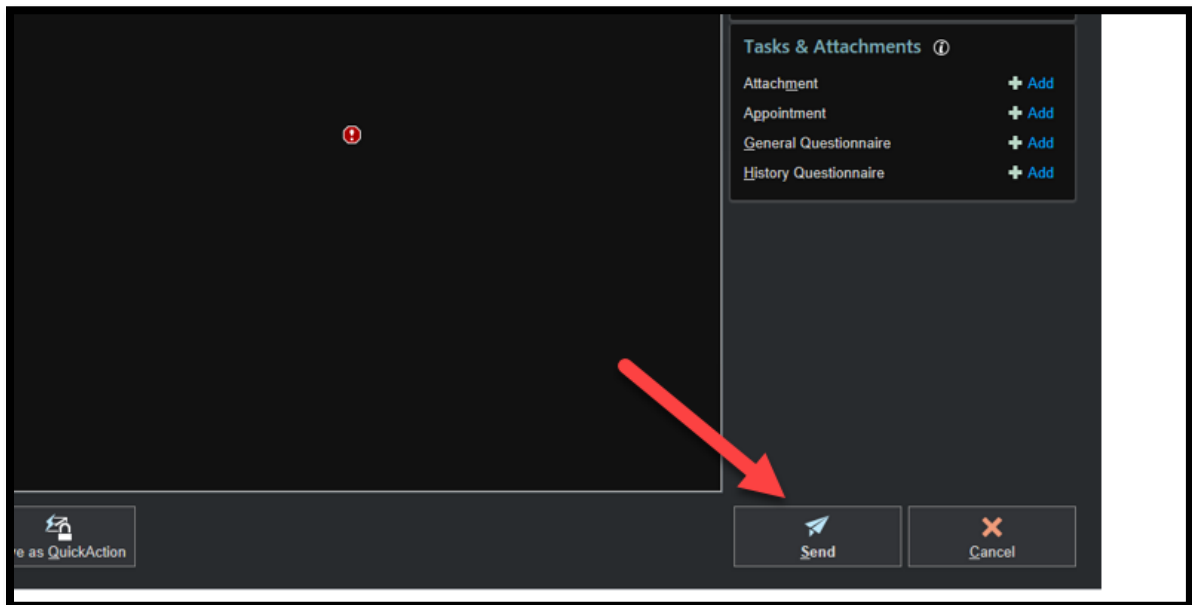 Tasks & Attachments
Attachment + Add
Appointment + Add
General Questionnaire + Add
History Questionnaire + Add
e as QuickAction
Send
Cancel